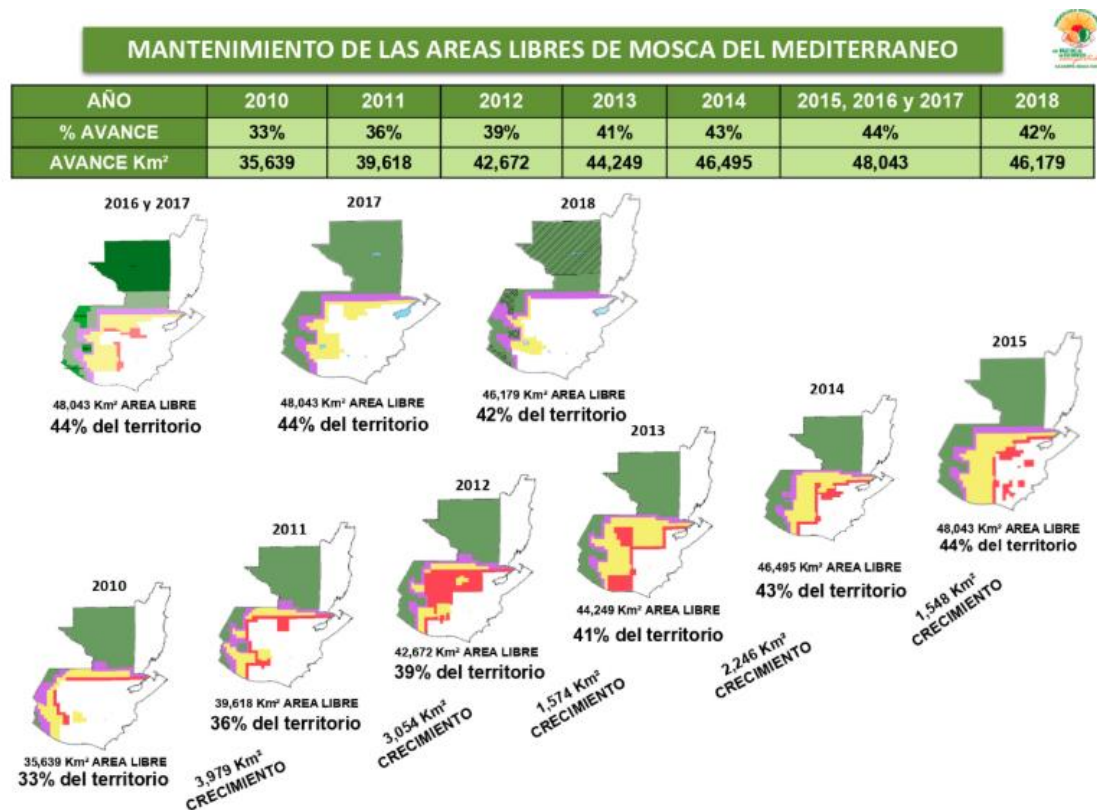 MANTENIMIENTO DE LAS AREAS LIBRES DE MOSCA DEL MEDITERRANEO
AÑO 2010 2011 2012 2013 2014 2015, 2016 y 2017 2018
% AVANCE 33% 36% 39% 41% 43% 44% 42%
AVANCE Km² 35,639 39,618 42,672 44,249 46,495 48,043 46,179
2016 y 2017
48,043 Km² AREA LIBRE
44% del territorio
2017
48,043 Km² AREA LIBRE
44% del territorio
2018
46,179 Km² AREA LIBRE
42% del territorio
2015
48,043 Km² AREA LIBRE
44% del territorio
1,548 Km²
CRECIMIENTO
2014
46,495 Km² AREA LIBRE
43% del territorio
2,246 Km²
CRECIMIENTO
2013
44,249 Km² AREA LIBRE
41% del territorio
1,574 Km²
CRECIMIENTO
2012
42,672 Km² AREA LIBRE
39% del territorio
3,054 Km²
CRECIMIENTO
2011
39,618 Km² AREA LIBRE
36% del territorio
3,979 Km²
CRECIMIENTO
2010
35,639 Km² AREA LIBRE
33% del territorio